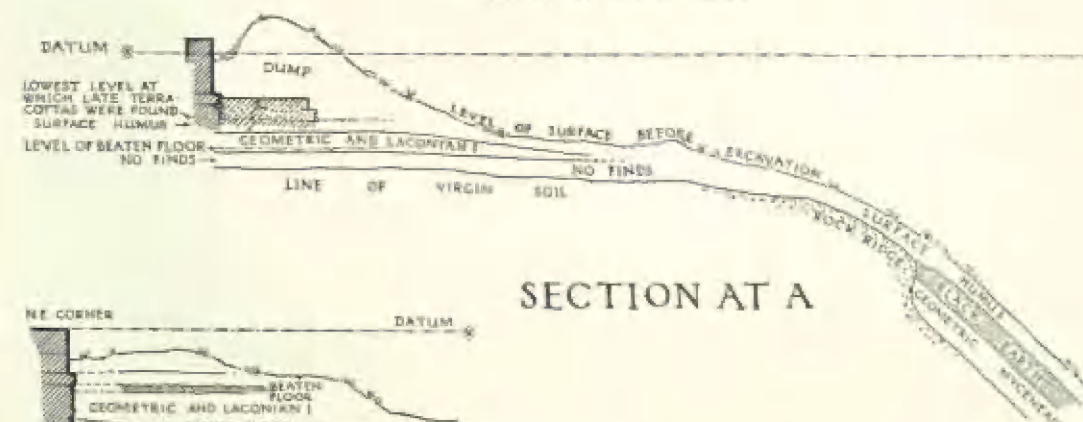 DATUM
DUMP
LOWEST LEVEL AT
WHICH LATE TERRA-
COTTAS WERE FOUND
SURFACE HUMUS
LEVEL OF SURFACE BEFORE EXCAVATION
GEOMETRIC AND LACONIAN I
LEVEL OF BEATEN FLOOR
NO FINDS
NO FINDS
LINE OF VIRGIN SOIL
SURFACE HUMUS
ROCK RIDGE
BLACK EARTH
GEOMETRIC
SECTION AT A
N.E. CORNER
DATUM
BEATEN
FLOOR
GEOMETRIC AND LACONIAN I